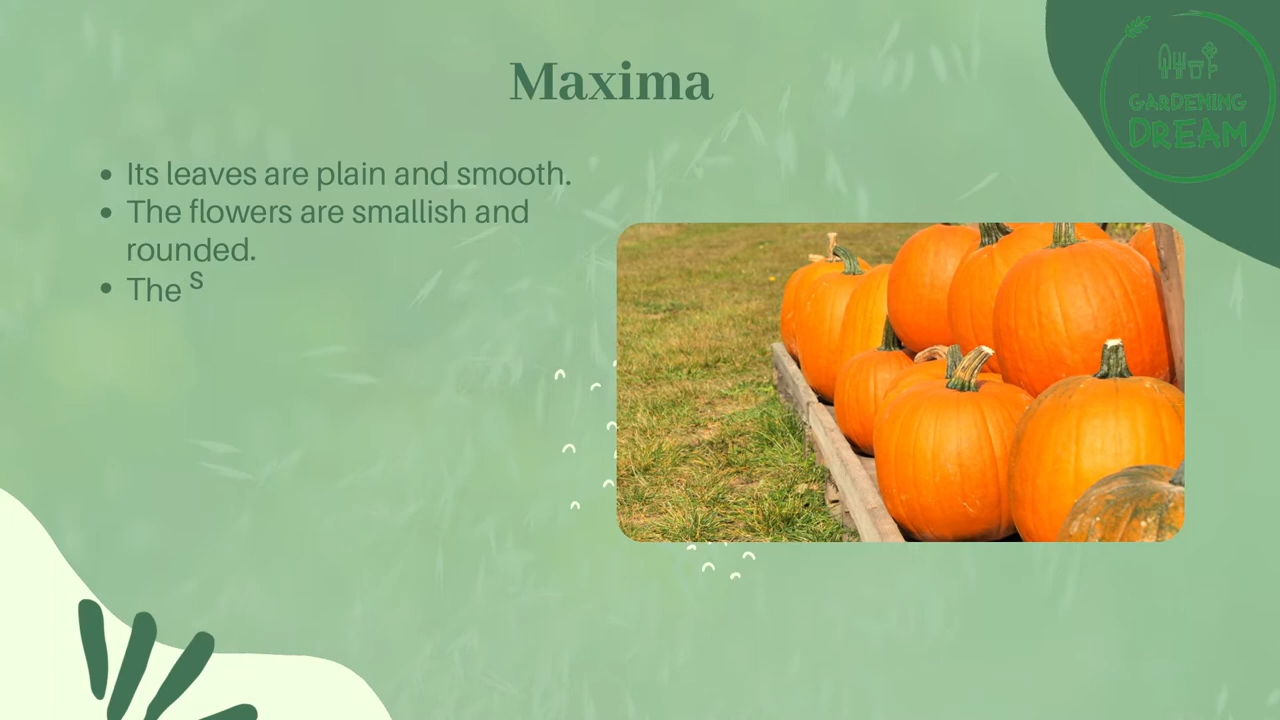 Maxima
GARDENING
DREAM
Its leaves are plain and smooth.
The flowers are smallish and
rounded.
The s